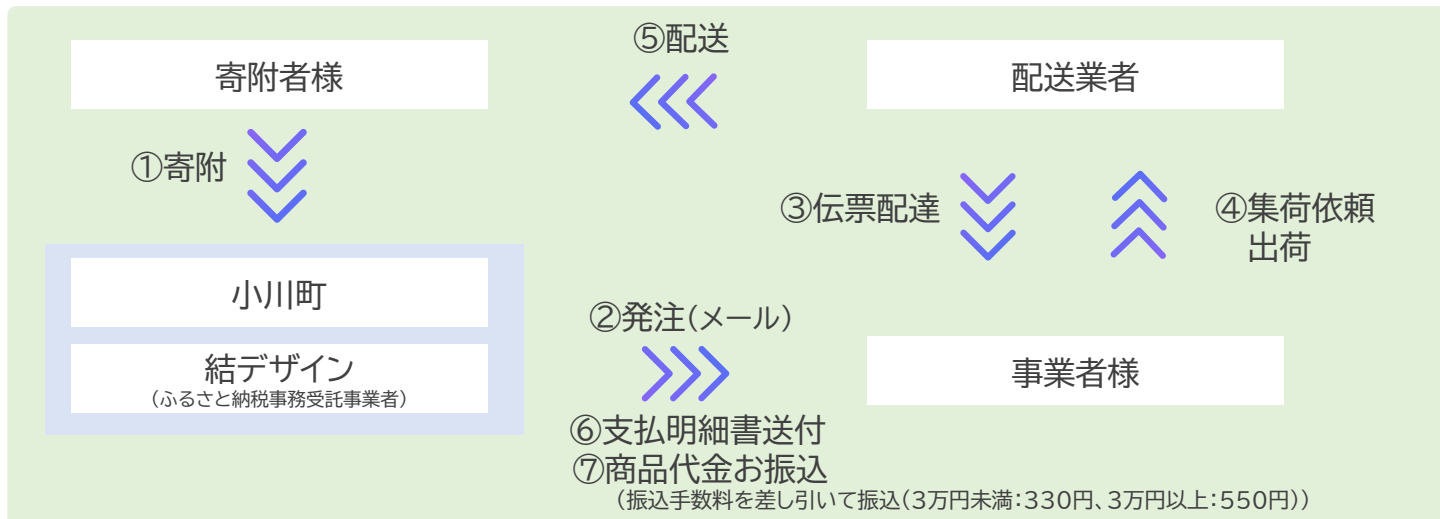 ⑤配送
寄附者様
配送業者
①寄附
③伝票配達
④集荷依頼
出荷
小川町
②発注(メール)
結デザイン
(ふるさと納税事務受託事業者)
事業者様
⑥支払明細書送付
⑦商品代金お振込
(振込手数料を差し引いて振込(3万円未満:330円、3万円以上:550円))